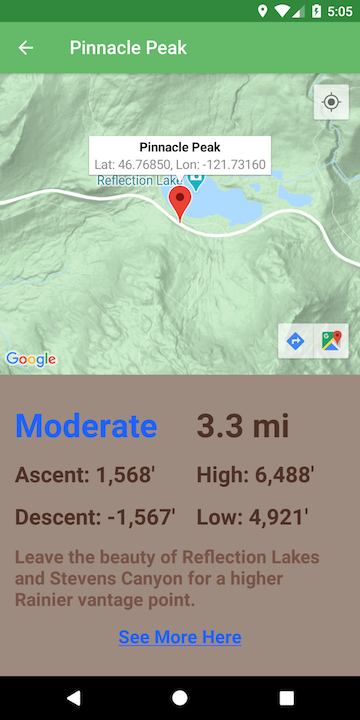 5:05
Pinnacle Peak
Pinnacle Peak
Lat: 46.76850, Lon: -121.73160
Reflection Lake
Google
Moderate
3.3 mi
Ascent: 1,568'
High: 6,488'
Descent: -1,567'
Low: 4,921'
Leave the beauty of Reflection Lakes
and Stevens Canyon for a higher
Rainier vantage point.
See More Here